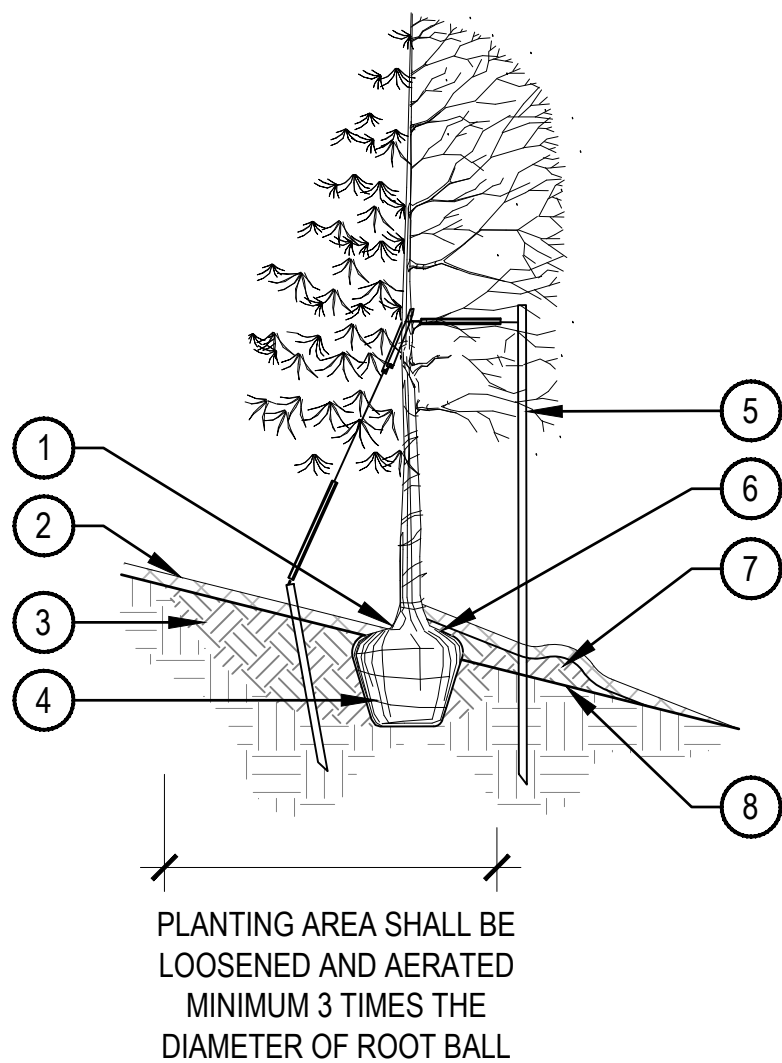 1
2
3
4
5
6
7
8
PLANTING AREA SHALL BE
LOOSENED AND AERATED
MINIMUM 3 TIMES THE
DIAMETER OF ROOT BALL